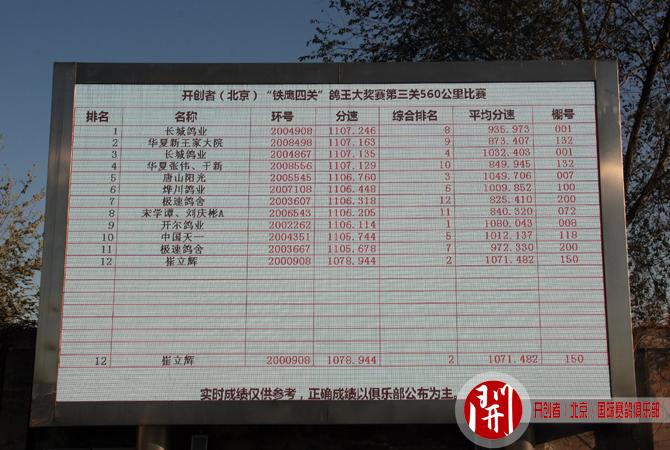 开创者（北京）“铁鹰四关”鸽王大奖赛第三关560公里比赛
排名 名称 环号 分速 综合排名 平均分速 棚号
1 长城鸽业 2004908 1107.246 8 935.973 001
2 华夏新王家大院 2008498 1107.163 9 873.407 132
3 长城鸽业 2004867 1107.135 4 1032.403 001
4 华夏张伟、干新 2008556 1107.129 10 849.945 132
5 唐山阳光 2005545 1106.760 3 1049.706 007
6 烨川鸽业 2007108 1106.448 6 1009.852 100
7 极速鸽舍 2003607 1106.318 12 825.410 200
8 宋学谭、刘庆彬A 2006543 1106.205 11 840.320 072
9 开尔鸽业 2002262 1106.114 1 1080.043 008
10 中国天一 2004351 1105.744 5 1012.137 118
11 极速鸽舍 2003667 1105.678 7 972.330 200
12 崔立辉 2000908 1078.944 2 1071.482 150
12 崔立辉 2000908 1078.944 2 1071.482 150
实时成绩仅供参考，正确成绩以俱乐部公布为主。
開 开创者（北京）国际赛鸽俱乐部